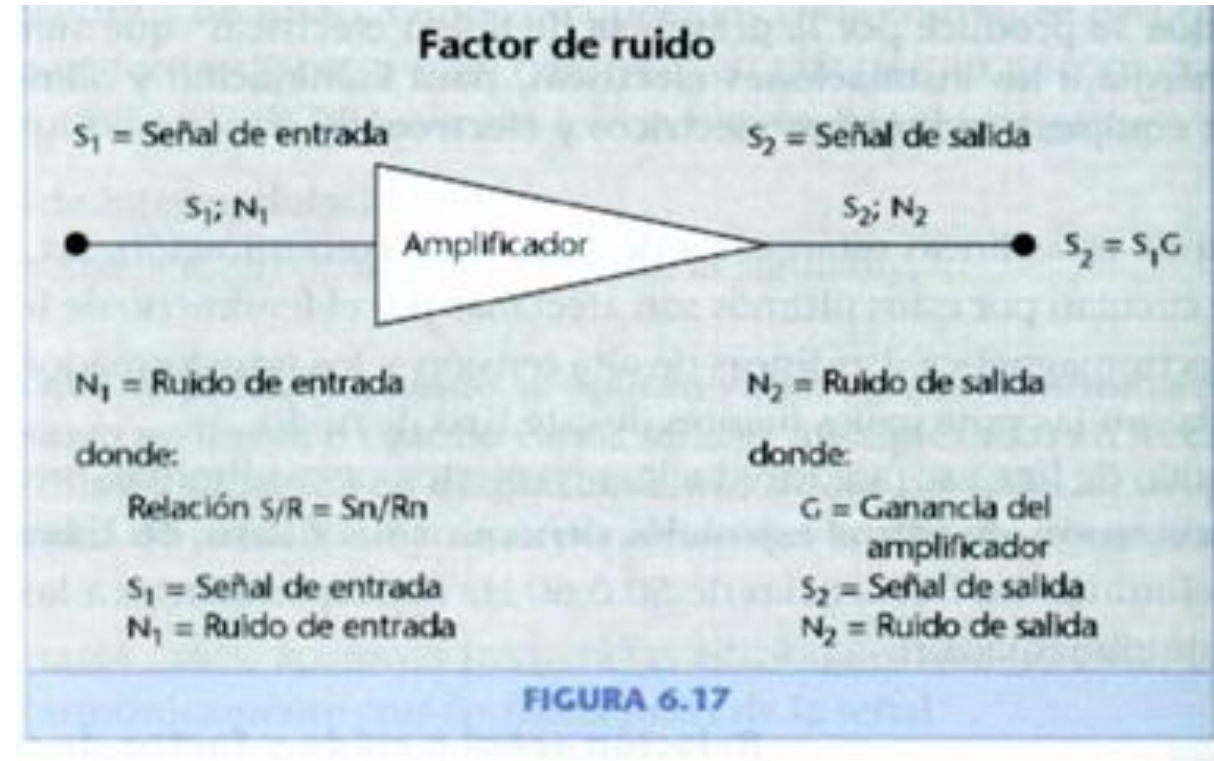 Factor de ruido
S₁ = Señal de entrada
S₂ = Señal de salida
S₁; N₁
S₂; N₂
Amplificador
S₂ = S₁G
N₁ = Ruido de entrada
N₂ = Ruido de salida
donde:
donde:
Relación S/R = Sn/Rn
G = Ganancia del
amplificador
S₁ = Señal de entrada
S₂ = Señal de salida
N₁ = Ruido de entrada
N₂ = Ruido de salida
FIGURA 6.17